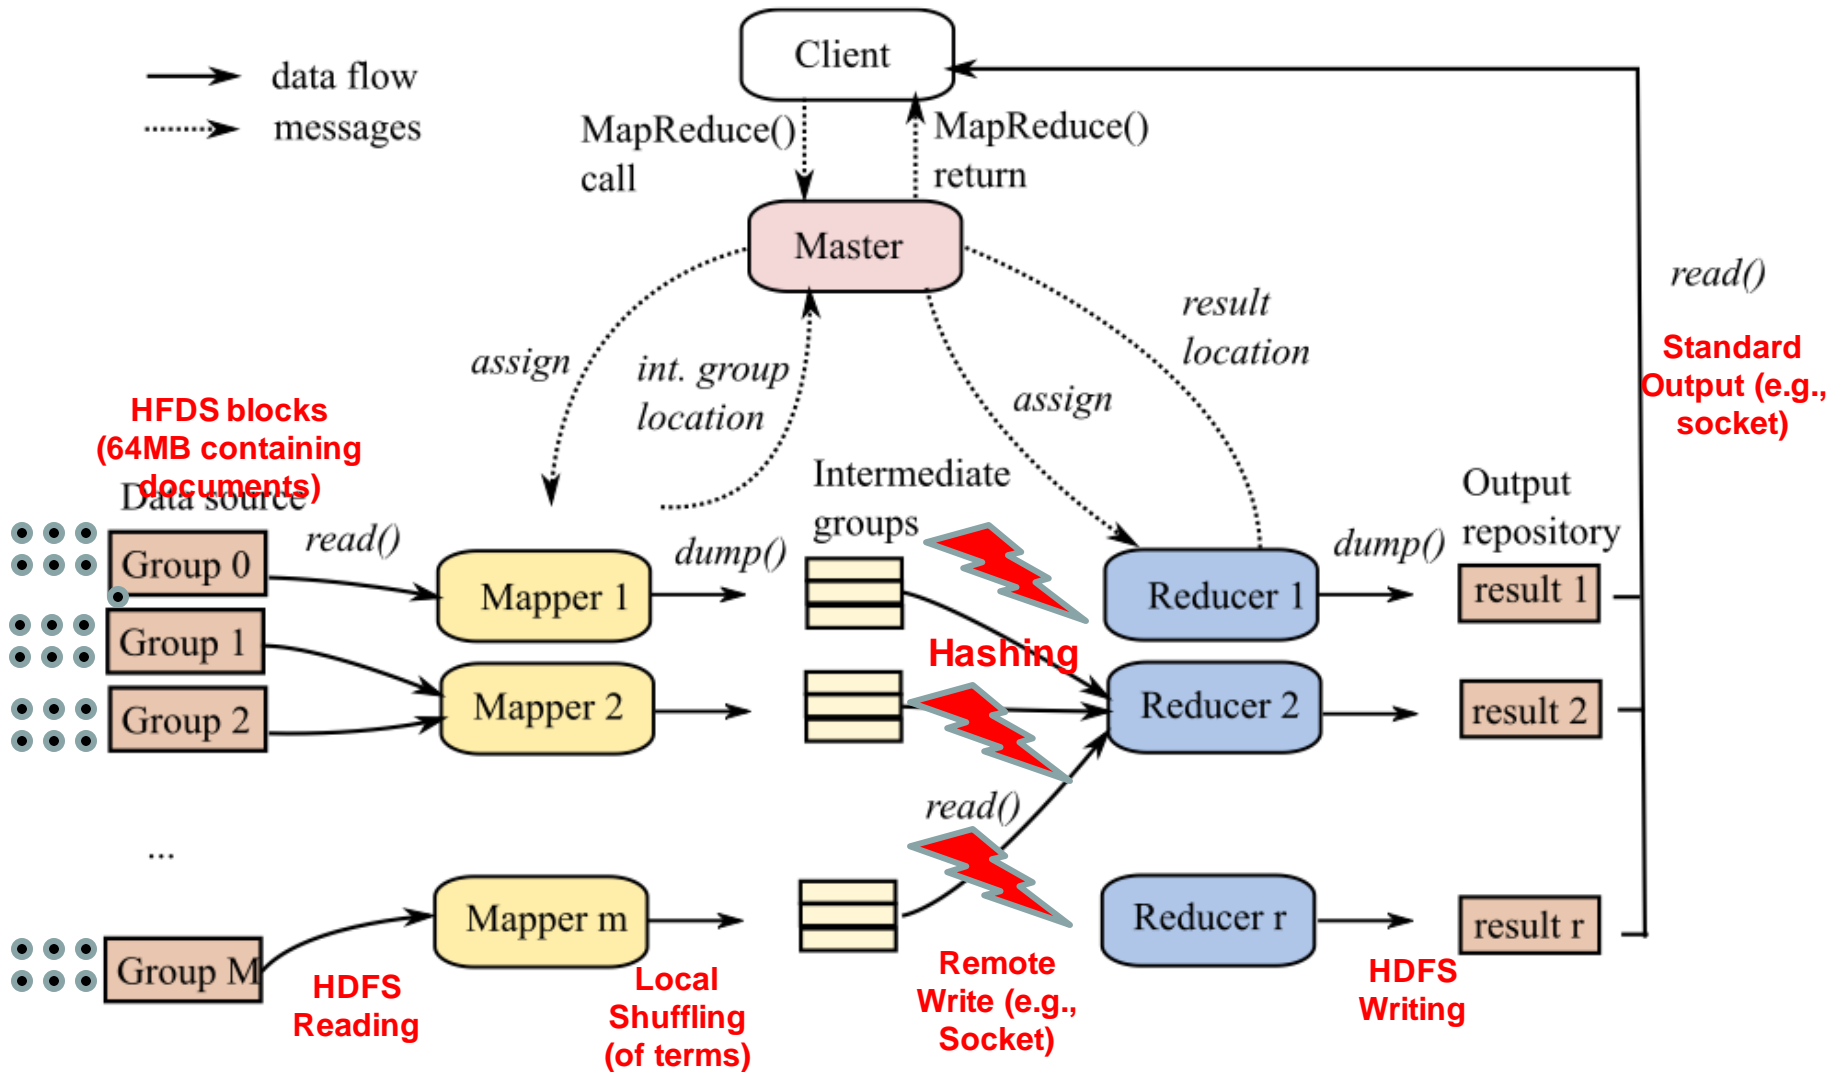 Client
data flow
messages
MapReduce()
call
MapReduce()
return
Master
read()
result
location
Standard
Output (e.g.,
socket)
assign
int. group
location
assign
HFDS blocks
(64MB containing
documents)
Data source
Intermediate
groups
Output
repository
read()
dump()
dump()
Group 0
Mapper 1
Reducer 1
result 1
Group 1
Hashing
Group 2
Mapper 2
Reducer 2
result 2
read()
...
Mapper m
Reducer r
result r
Group M
HDFS
Reading
Local
Shuffling
(of terms)
Remote
Write (e.g.,
Socket)
HDFS
Writing